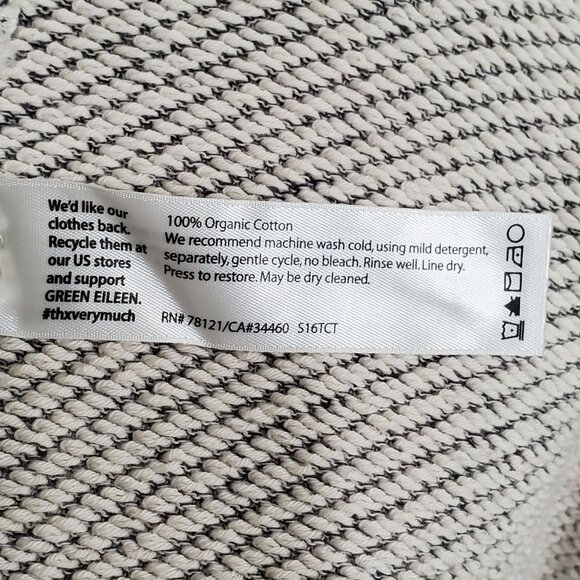 We'd like our
clothes back.
Recycle them at
our US stores
and support
GREEN EILEEN.
#thxverymuch
100% Organic Cotton
We recommend machine wash cold, using mild detergent,
separately, gentle cycle, no bleach. Rinse well. Line dry.
Press to restore. May be dry cleaned.
RN# 78121/CA#34460 S16TCT